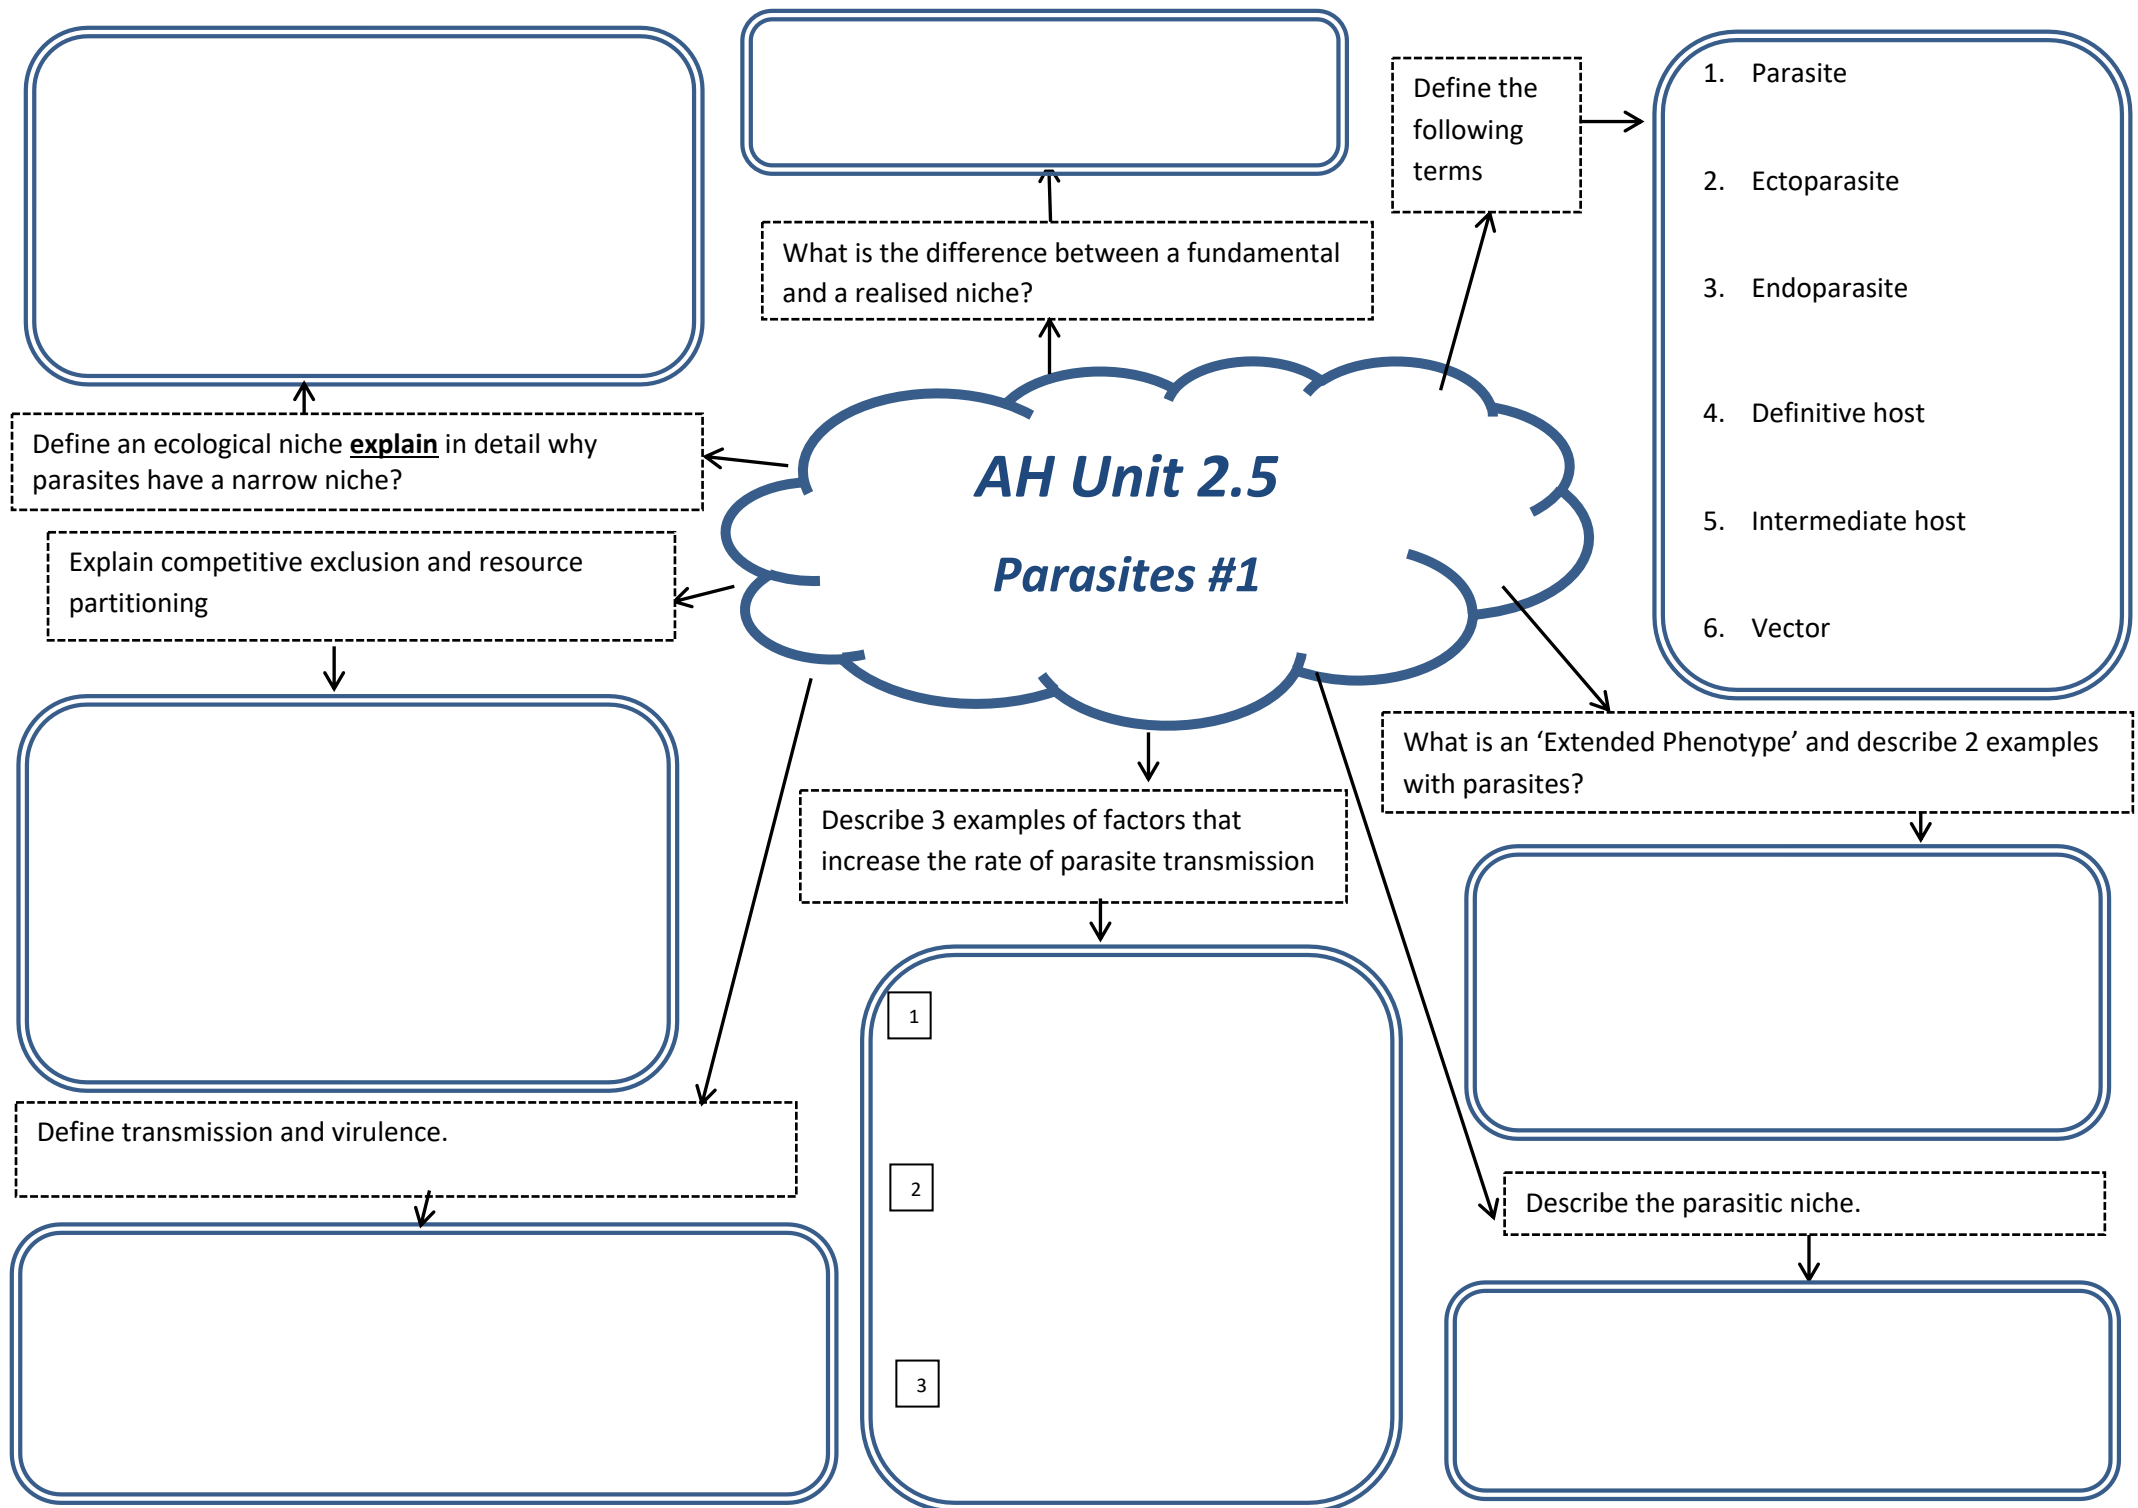 Define the
following
terms
1. Parasite
2. Ectoparasite
3. Endoparasite
4. Definitive host
5. Intermediate host
6. Vector
What is the difference between a fundamental
and a realised niche?
Define an ecological niche explain in detail why
parasites have a narrow niche?
AH Unit 2.5
Parasites #1
Explain competitive exclusion and resource
partitioning
What is an ‘Extended Phenotype’ and describe 2 examples
with parasites?
Describe 3 examples of factors that
increase the rate of parasite transmission
1
2
3
Define transmission and virulence.
Describe the parasitic niche.